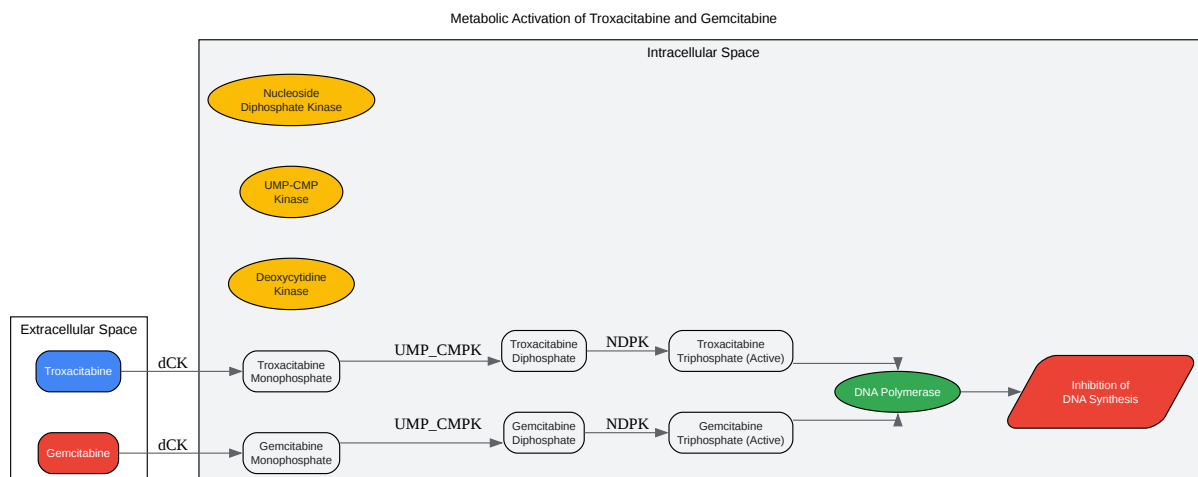 Metabolic Activation of Troxacitabine and Gemcitabine
Intracellular Space
Nucleoside
Diphosphate Kinase
UMP-CMP
Kinase
Deoxycytidine
Kinase
Extracellular Space
Troxacitabine
dCK
Troxacitabine
Monophosphate
UMP_CMPK
Troxacitabine
Diphosphate
NDPK
Troxacitabine
Triphosphate (Active)
DNA Polymerase
Inhibition of
DNA Synthesis
Gemcitabine
dCK
Gemcitabine
Monophosphate
UMP_CMPK
Gemcitabine
Diphosphate
NDPK
Gemcitabine
Triphosphate (Active)